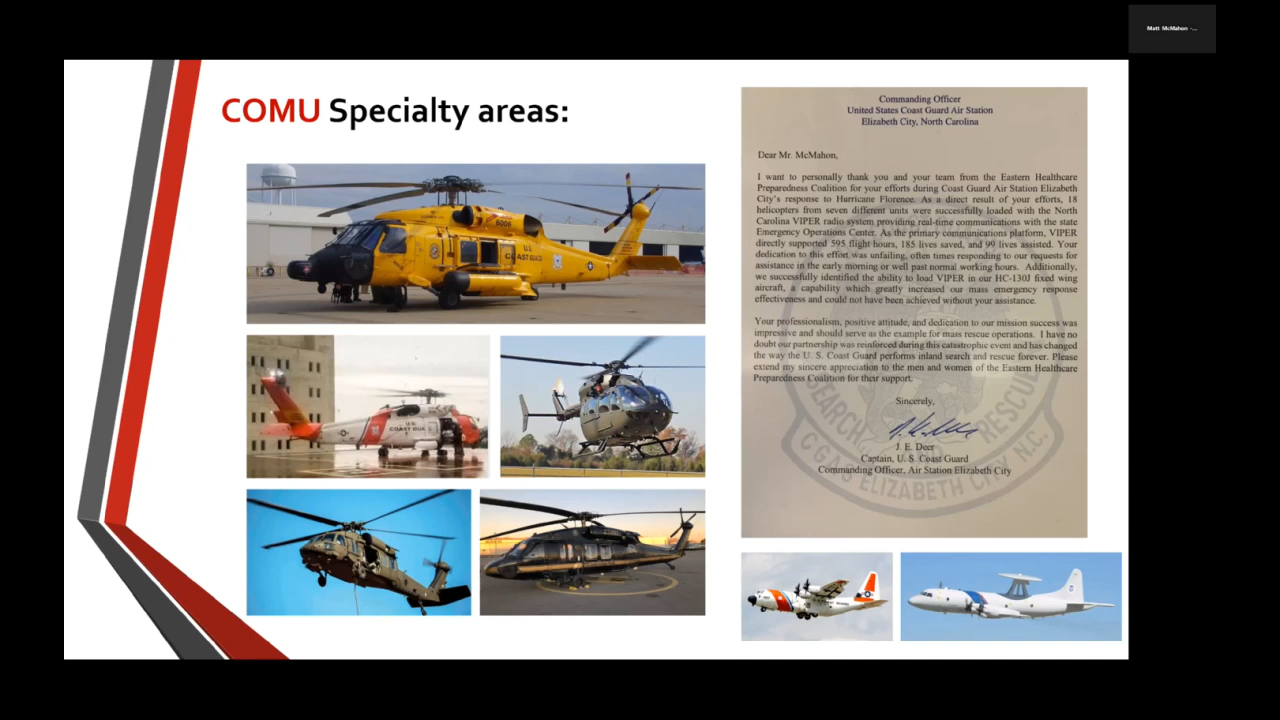 Matt McMahon -...
COMU Specialty areas:
6006
U.S.
COAST GUARD
U.S.
COAST GUA
Commanding Officer
United States Coast Guard Air Station
Elizabeth City, North Carolina
Dear Mr. McMahon,
I want to personally thank you and your team from the Eastern Healthcare
Preparedness Coalition for your efforts during Coast Guard Air Station Elizabeth
City's response to Hurricane Florence. As a direct result of your efforts, 18
helicopters from seven different units were successfully loaded with the North
Carolina VIPER radio system providing real-time communications with the state
Emergency Operations Center. As the primary communications platform, VIPER
directly supported 595 flight hours, 185 lives saved, and 99 lives assisted. Your
dedication to this effort was unfailing, often times responding to our requests for
assistance in the early morning or well past normal working hours. Additionally,
we successfully identified the ability to load VIPER in our HC-130J fixed wing
aircraft, a capability which greatly increased our mass emergency response
effectiveness and could not have been achieved without your assistance.
Your professionalism, positive attitude, and dedication to our mission success was
impressive and should serve as the example for mass rescue operations. I have no
doubt our partnership was reinforced during this catastrophic event and has changed
the way the U. S. Coast Guard performs inland search and rescue forever. Please
extend my sincere appreciation to the men and women of the Eastern Healthcare
Preparedness Coalition for their support.
Sincerely,
J. E. Deer
Captain, U. S. Coast Guard
Commanding Officer, Air Station Elizabeth City
SEARCH RESCUE
CGAS ELIZABETH CITY N.C.